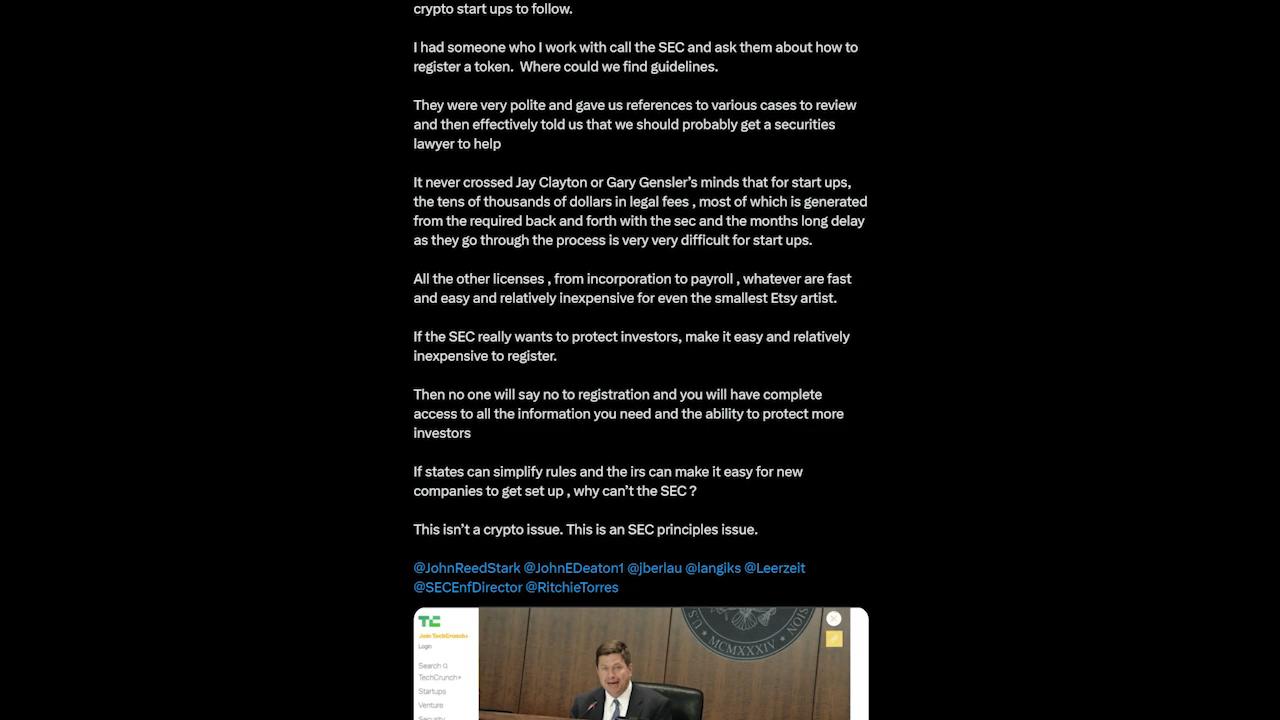 crypto start ups to follow.
I had someone who I work with call the SEC and ask them about how to
register a token.  Where could we find guidelines.
They were very polite and gave us references to various cases to review
and then effectively told us that we should probably get a securities
lawyer to help
It never crossed Jay Clayton or Gary Gensler’s minds that for start ups,
the tens of thousands of dollars in legal fees , most of which is generated
from the required back and forth with the sec and the months long delay
as they go through the process is very very difficult for start ups.
All the other licenses , from incorporation to payroll , whatever are fast
and easy and relatively inexpensive for even the smallest Etsy artist.
If the SEC really wants to protect investors, make it easy and relatively
inexpensive to register.
Then no one will say no to registration and you will have complete
access to all the information you need and the ability to protect more
investors
If states can simplify rules and the irs can make it easy for new
companies to get set up , why can’t the SEC ?
This isn’t a crypto issue. This is an SEC principles issue.
@JohnReedStark @JohnEDeaton1 @jberlau @langiks @Leerzeit
@SECEnfDirector @RitchieTorres
TC
Join TechCrunch+
Login
Search
TechCrunch+
Startups
Venture
Security
MCMXXXIV